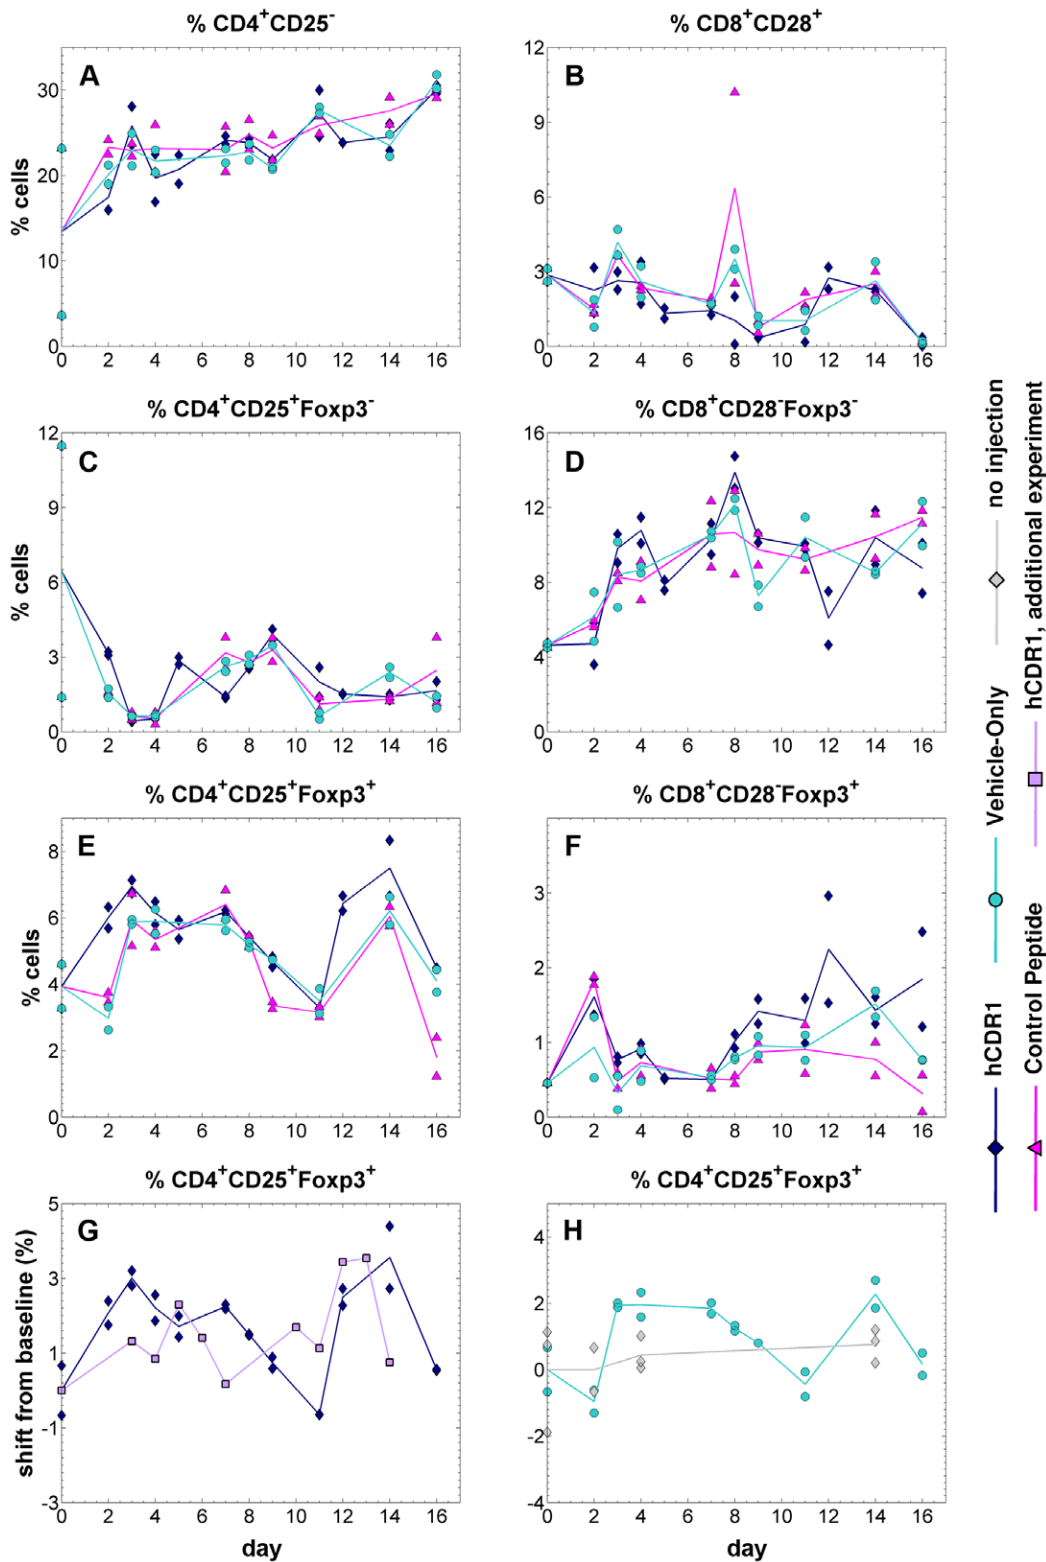 % CD4⁺CD25⁻
% CD8⁺CD28⁺
A
B
% cells
30
20
10
0
12
9
6
3
0
0 2 4 6 8 10 12 14 16
0 2 4 6 8 10 12 14 16
% CD4⁺CD25⁺Foxp3⁻
% CD8⁺CD28⁻Foxp3⁻
C
D
% cells
12
9
6
3
0
16
12
8
4
0
0 2 4 6 8 10 12 14 16
0 2 4 6 8 10 12 14 16
% CD4⁺CD25⁺Foxp3⁺
% CD8⁺CD28⁻Foxp3⁺
E
F
% cells
8
6
4
2
0
3
2
1
0
0 2 4 6 8 10 12 14 16
0 2 4 6 8 10 12 14 16
% CD4⁺CD25⁺Foxp3⁺
% CD4⁺CD25⁺Foxp3⁺
G
H
shift from baseline (%)
5
3
1
-1
-3
4
2
0
-2
-4
0 2 4 6 8 10 12 14 16
0 2 4 6 8 10 12 14 16
day
day
hCDR1
Vehicle-Only
no injection
Control Peptide
hCDR1, additional experiment